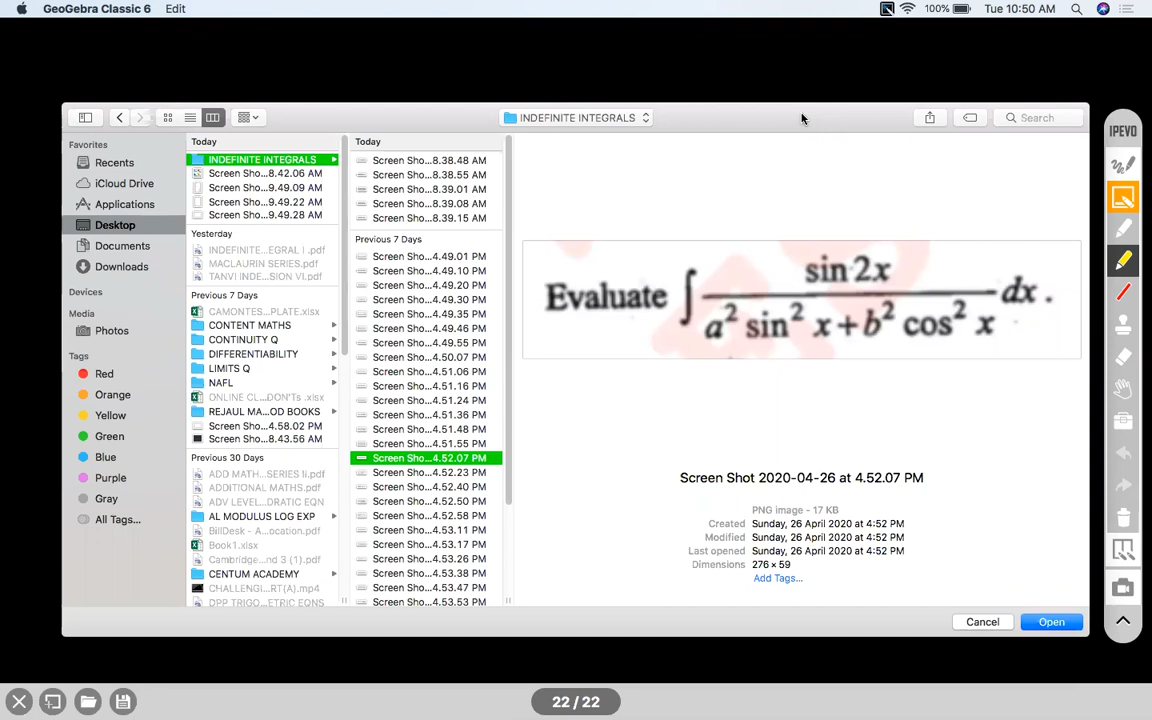 GeoGebra Classic 6 Edit 100% Tue 10:50 AM
INDEFINITE INTEGRALS Search
IPEVO
Favorites
Recents
iCloud Drive
Applications
Desktop
Documents
Downloads
Devices
Media
Photos
Tags
Red
Orange
Yellow
Green
Blue
Purple
Gray
All Tags...
Today
INDEFINITE INTEGRALS
Screen Sho...8.42.06 AM
Screen Sho...9.49.09 AM
Screen Sho...9.49.22 AM
Screen Sho...9.49.28 AM
Yesterday
INDEFINITE...EGRAL I .pdf
MACLAURIN SERIES.pdf
TANVI INDE...SION VI.pdf
Previous 7 Days
CAMONTES...PLATE.xlsx
CONTENT MATHS
CONTINUITY Q
DIFFERENTIABILITY
LIMITS Q
NAFL
ONLINE CL...DON'Ts .xlsx
REJAUL MA...OD BOOKS
Screen Sho...4.58.02 PM
Screen Sho...8.43.56 AM
Previous 30 Days
ADD MATH...SERIES Ii.pdf
ADDITIONAL MATHS.pdf
ADV LEVEL...DRATIC EQN
AL MODULUS LOG EXP
BillDesk - A...ocation.pdf
Book1.xlsx
Cambridge...nd 3 (1).pdf
CENTUM ACADEMY
CHALLENGI...RT(A).mp4
DPP TRIGO...ETRIC EQNS
Today
Screen Sho...8.38.48 AM
Screen Sho...8.38.55 AM
Screen Sho...8.39.01 AM
Screen Sho...8.39.08 AM
Screen Sho...8.39.15 AM
Previous 7 Days
Screen Sho...4.49.01 PM
Screen Sho...4.49.10 PM
Screen Sho...4.49.20 PM
Screen Sho...4.49.30 PM
Screen Sho...4.49.35 PM
Screen Sho...4.49.46 PM
Screen Sho...4.49.55 PM
Screen Sho...4.50.07 PM
Screen Sho...4.51.06 PM
Screen Sho...4.51.16 PM
Screen Sho...4.51.24 PM
Screen Sho...4.51.36 PM
Screen Sho...4.51.48 PM
Screen Sho...4.51.55 PM
Screen Sho...4.52.07 PM
Screen Sho...4.52.23 PM
Screen Sho...4.52.40 PM
Screen Sho...4.52.50 PM
Screen Sho...4.52.58 PM
Screen Sho...4.53.11 PM
Screen Sho...4.53.17 PM
Screen Sho...4.53.26 PM
Screen Sho...4.53.38 PM
Screen Sho...4.53.47 PM
Screen Sho...4.53.53 PM
Evaluate ∫ sin 2x / (a² sin² x + b² cos² x) dx .
Screen Shot 2020-04-26 at 4.52.07 PM
PNG image - 17 KB
Created Sunday, 26 April 2020 at 4:52 PM
Modified Sunday, 26 April 2020 at 4:52 PM
Last opened Sunday, 26 April 2020 at 4:52 PM
Dimensions 276 × 59
Add Tags...
Cancel Open
22 / 22